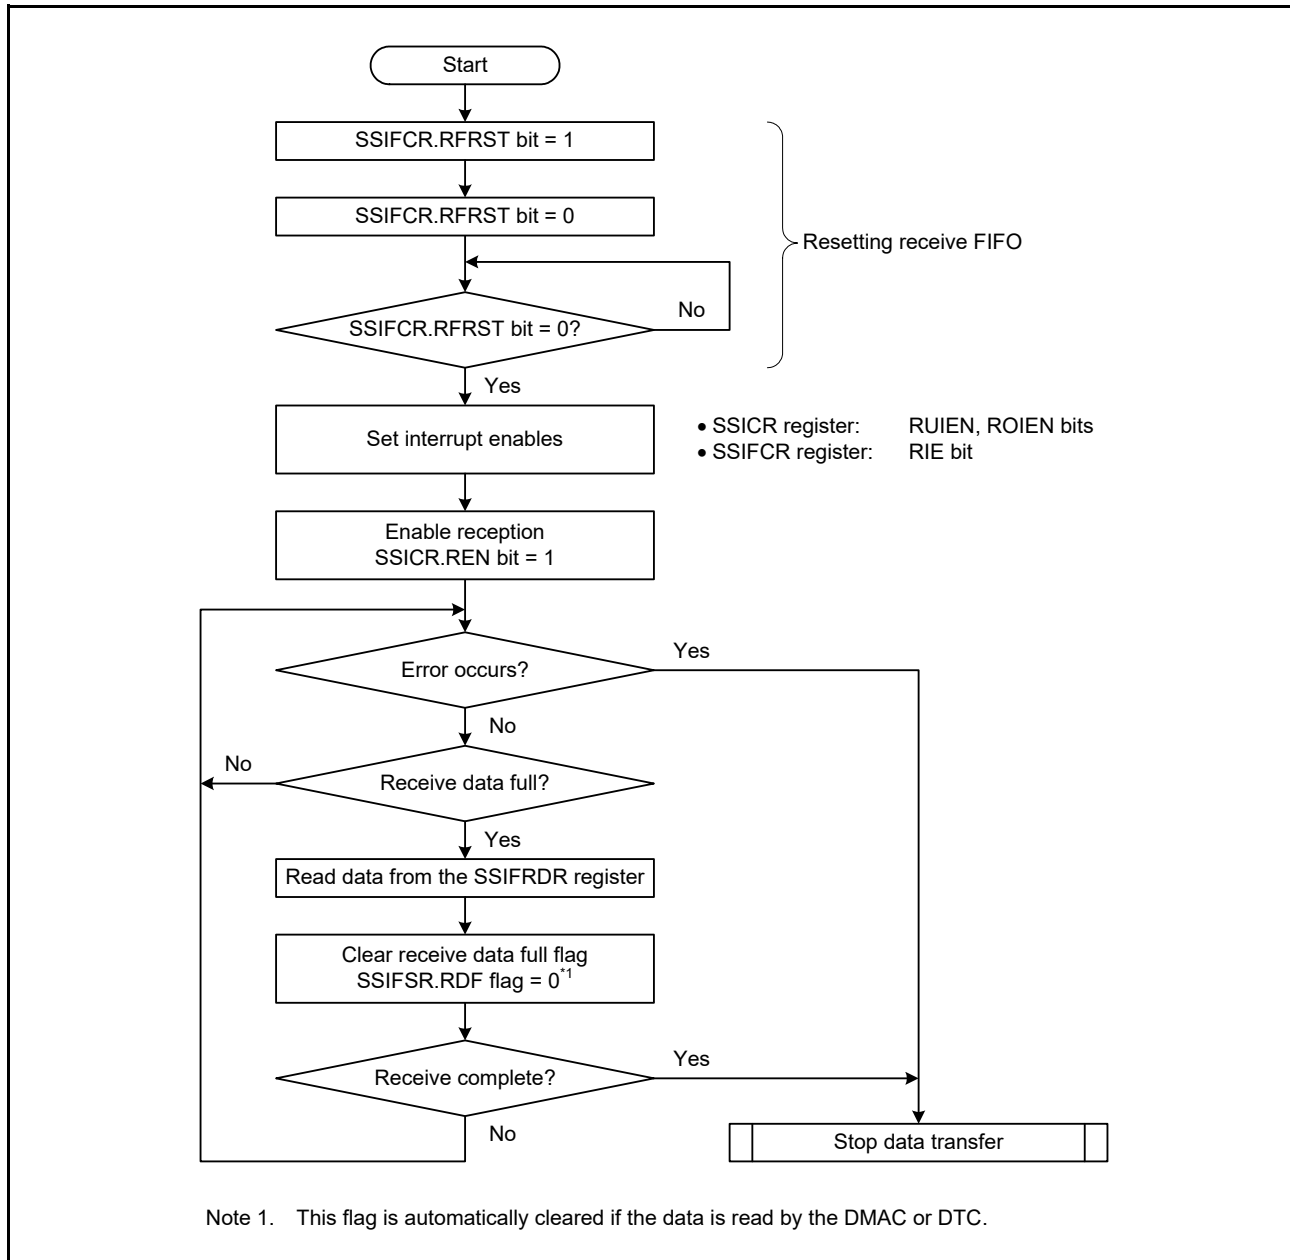 Start
SSIFCR.RFRST bit = 1
SSIFCR.RFRST bit = 0
Resetting receive FIFO
No
SSIFCR.RFRST bit = 0?
Yes
Set interrupt enables
• SSICR register: RUIEN, ROIEN bits
• SSIFCR register: RIE bit
Enable reception
SSICR.REN bit = 1
Error occurs?
Yes
No
Receive data full?
No
Yes
Read data from the SSIFRDR register
Clear receive data full flag
SSIFSR.RDF flag = 0*1
Receive complete?
Yes
No
Stop data transfer
Note 1. This flag is automatically cleared if the data is read by the DMAC or DTC.